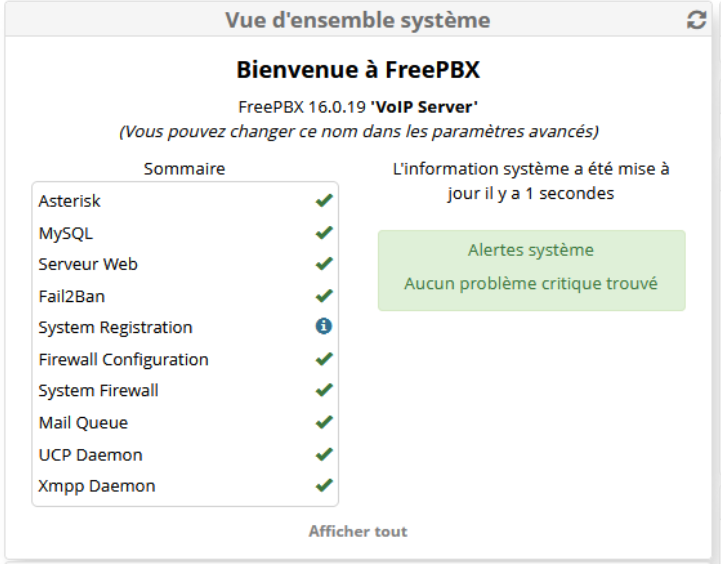 Vue d'ensemble système
Bienvenue à FreePBX
FreePBX 16.0.19 'VoIP Server'
(Vous pouvez changer ce nom dans les paramètres avancés)
Sommaire
Asterisk
MySQL
Serveur Web
Fail2Ban
System Registration
Firewall Configuration
System Firewall
Mail Queue
UCP Daemon
Xmpp Daemon
L'information système a été mise à
jour il y a 1 secondes
Alertes système
Aucun problème critique trouvé
Afficher tout